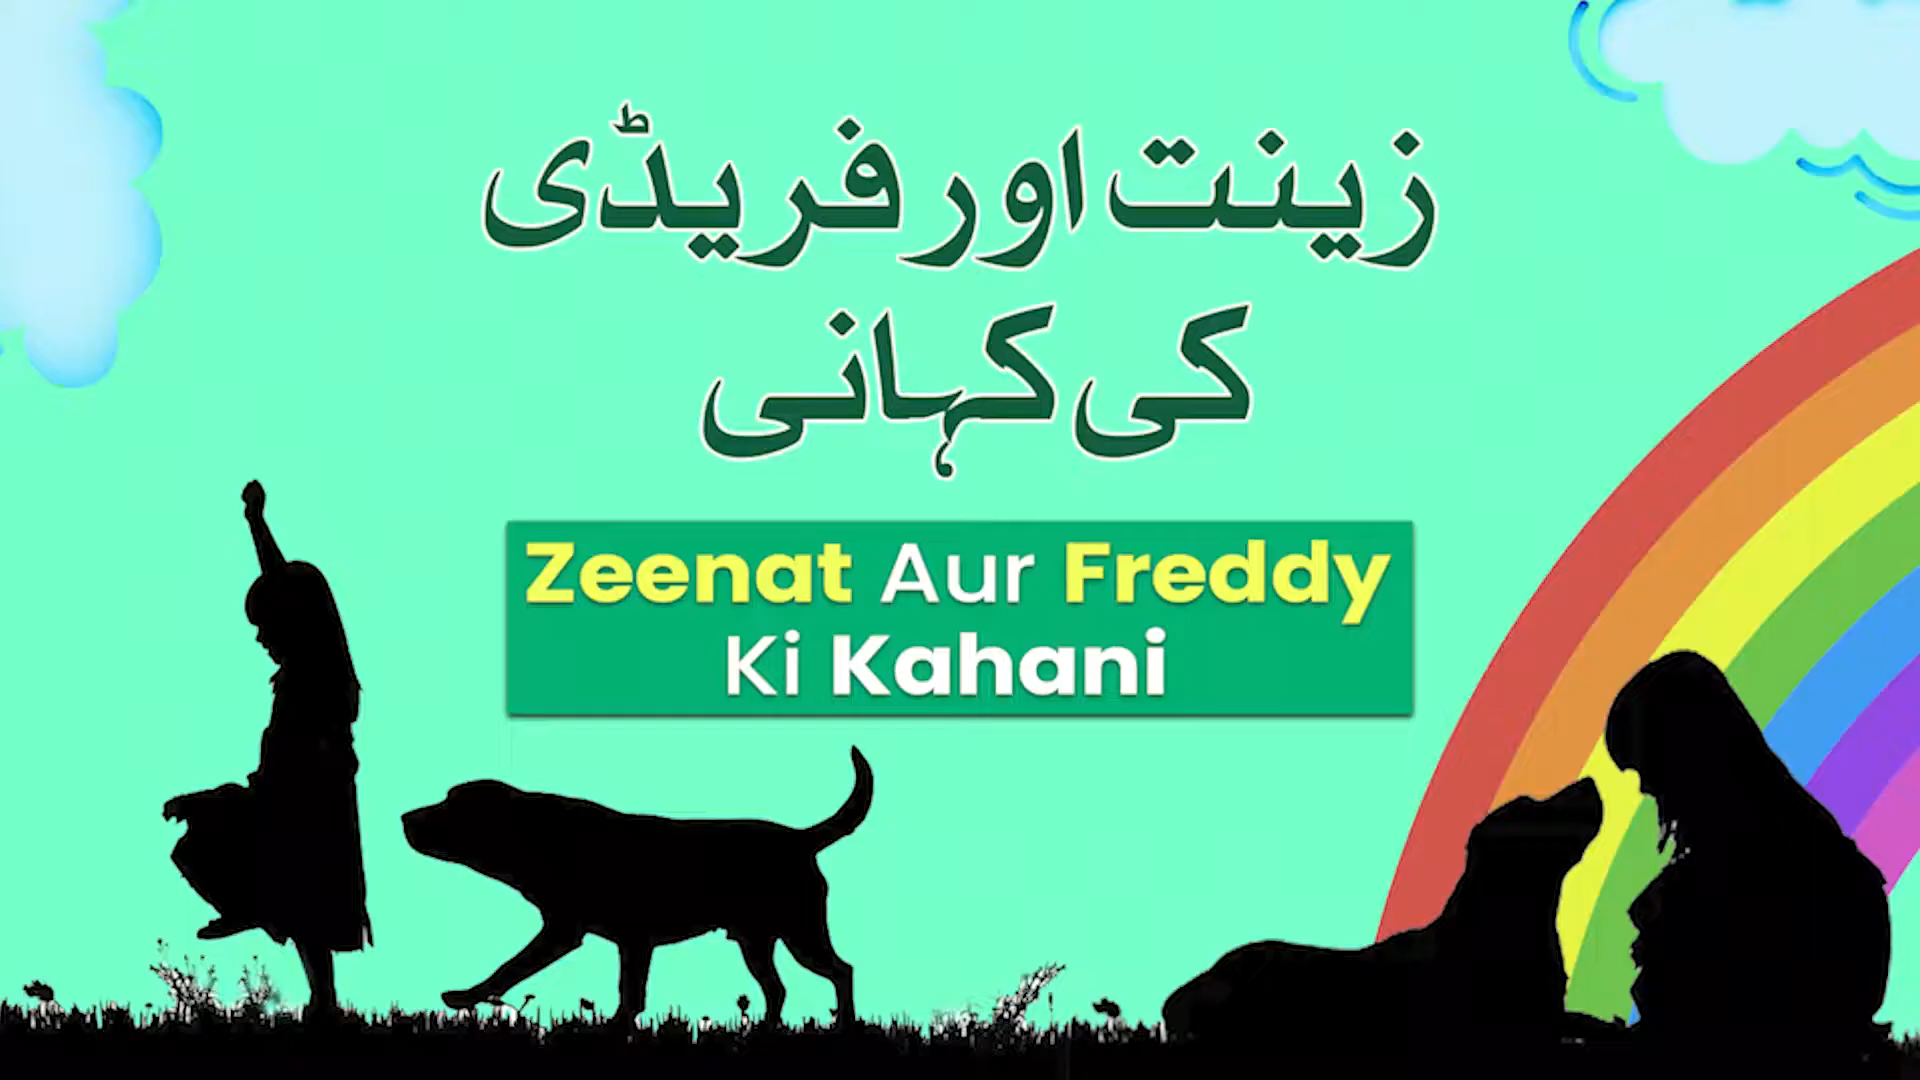 زینت اور فریڈی
کی کہانی
Zeenat Aur Freddy
Ki Kahani